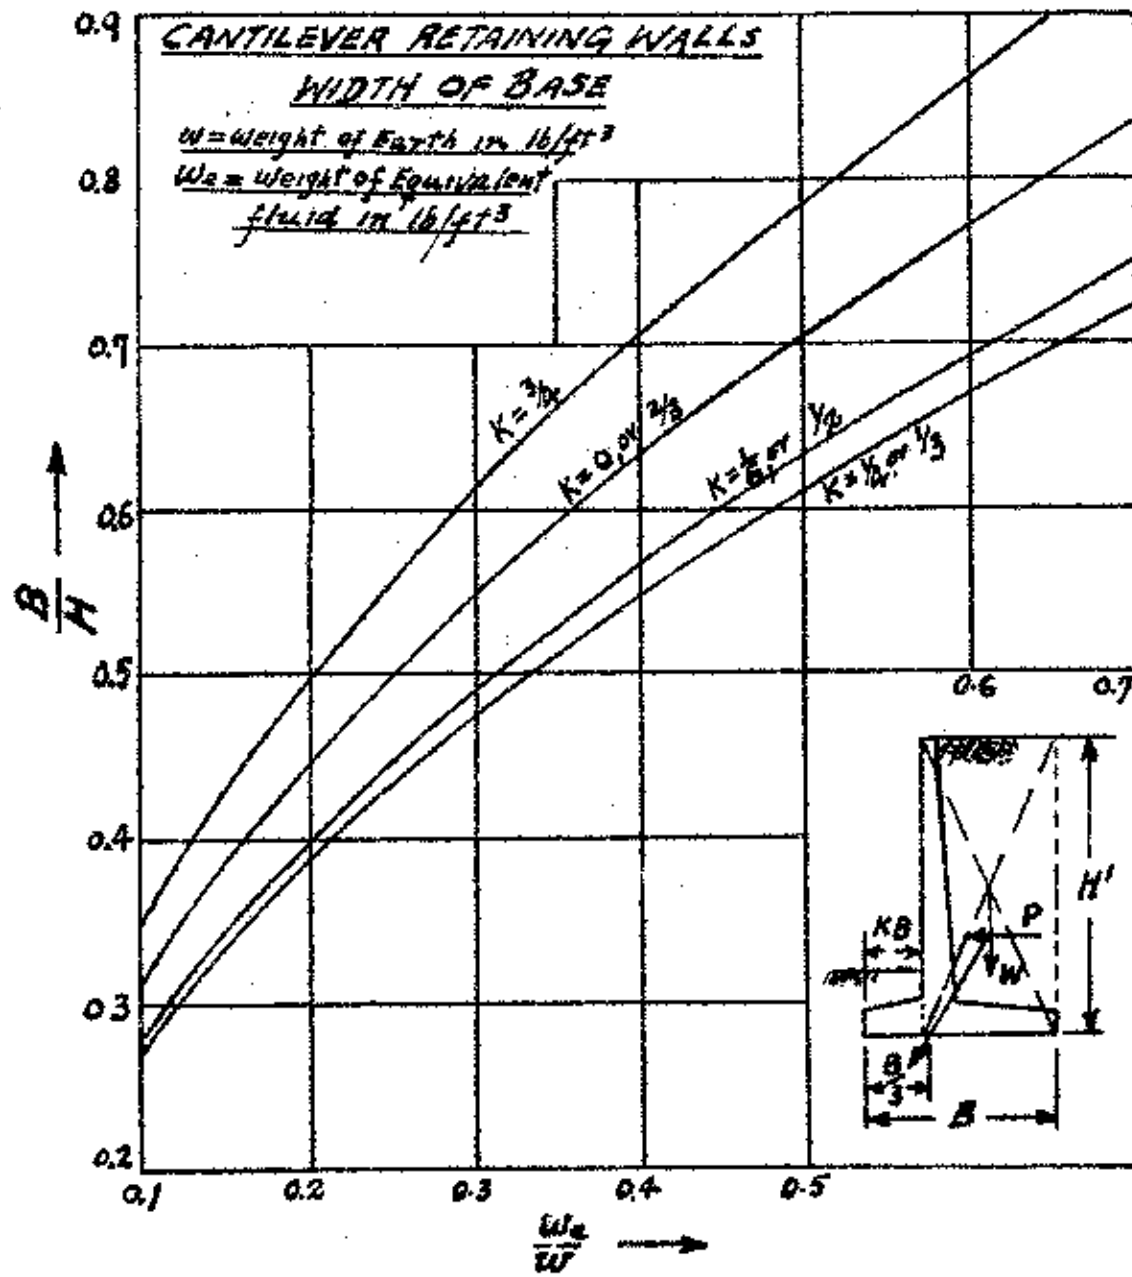 CANTILEVER RETAINING WALLS
WIDTH OF BASE
w = weight of Earth in lb/ft³
We = weight of Equivalent
fluid in lb/ft³
0.9
0.8
0.7
0.6
0.5
0.4
0.3
0.2
B/H
K = 3/4
K = 0, or 2/3
K = 1/6, or 1/2
K = 1/4, or 1/3
0.6
0.7
H'
P
W
KB
B/3
B
0.1
0.2
0.3
0.4
0.5
We/W